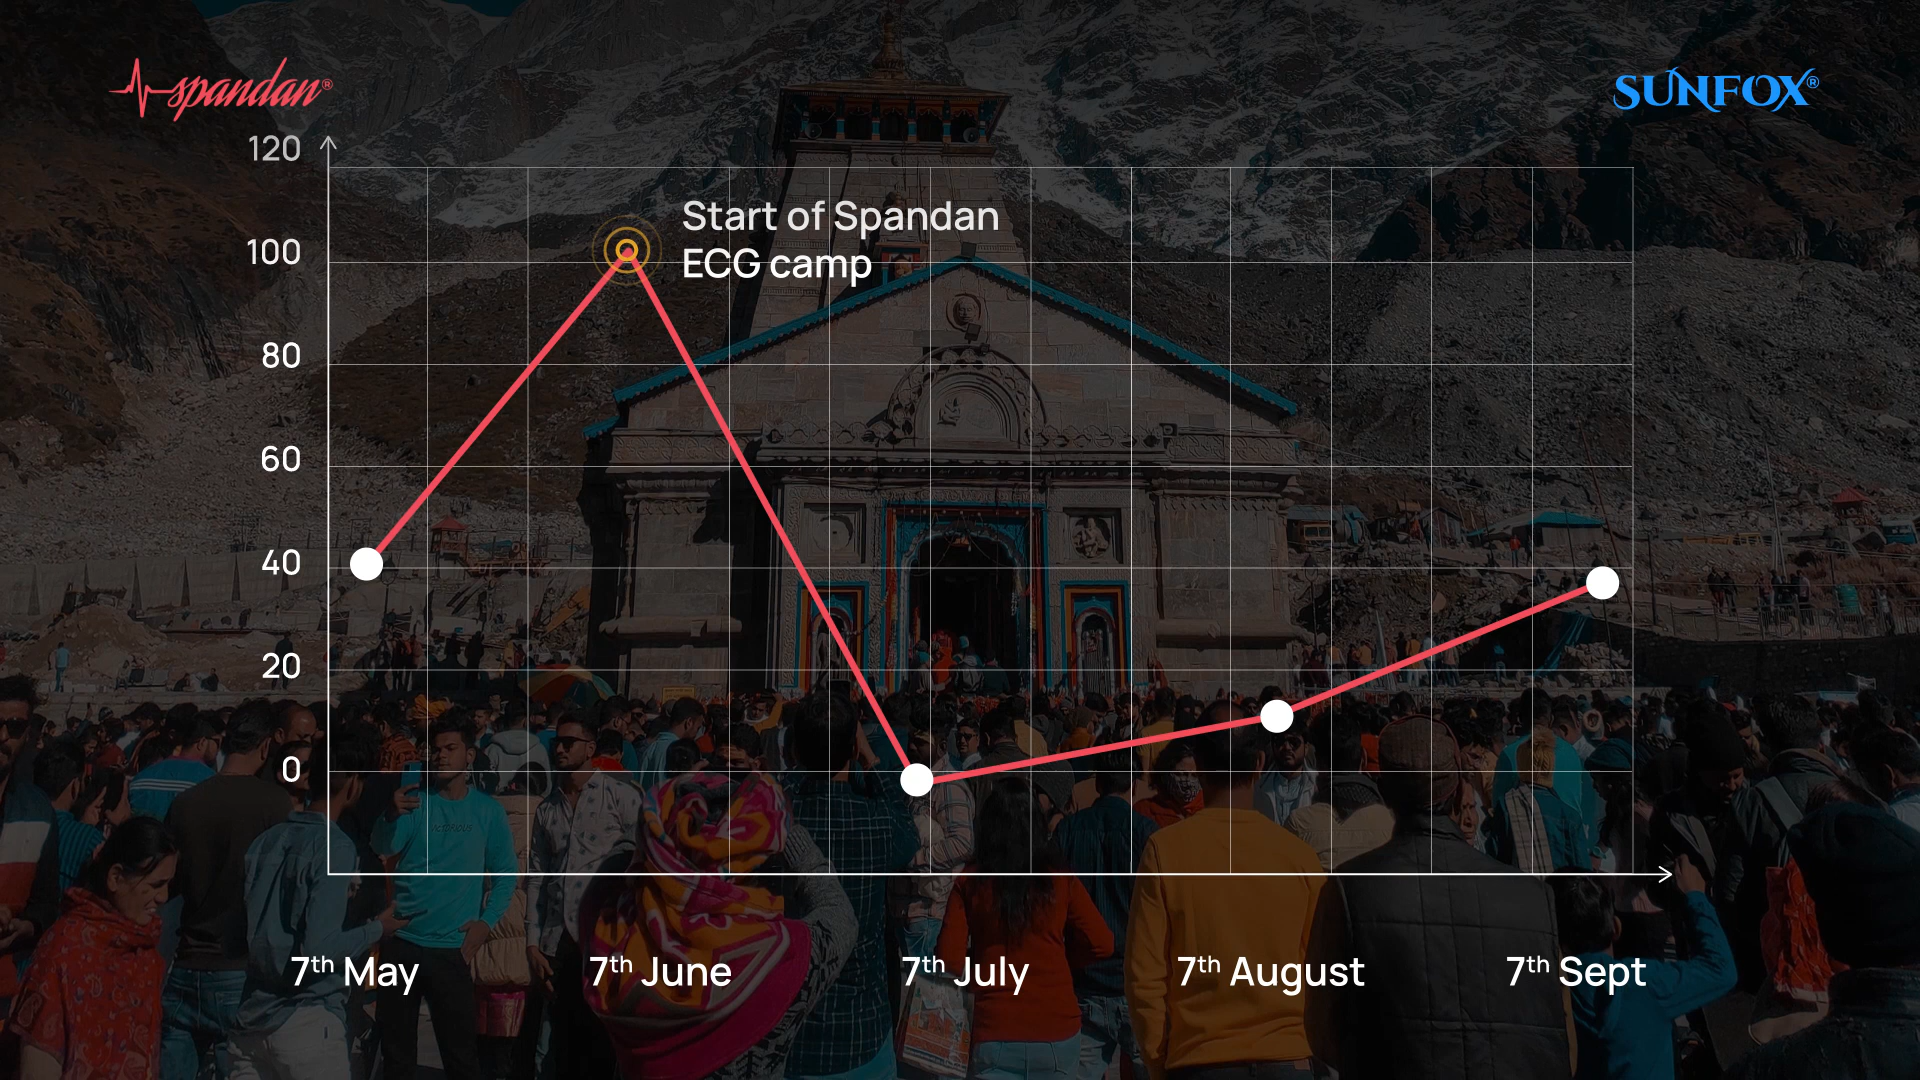 spandan®
SUNFOX®
120
100
80
60
40
20
0
Start of Spandan
ECG camp
7th May
7th June
7th July
7th August
7th Sept